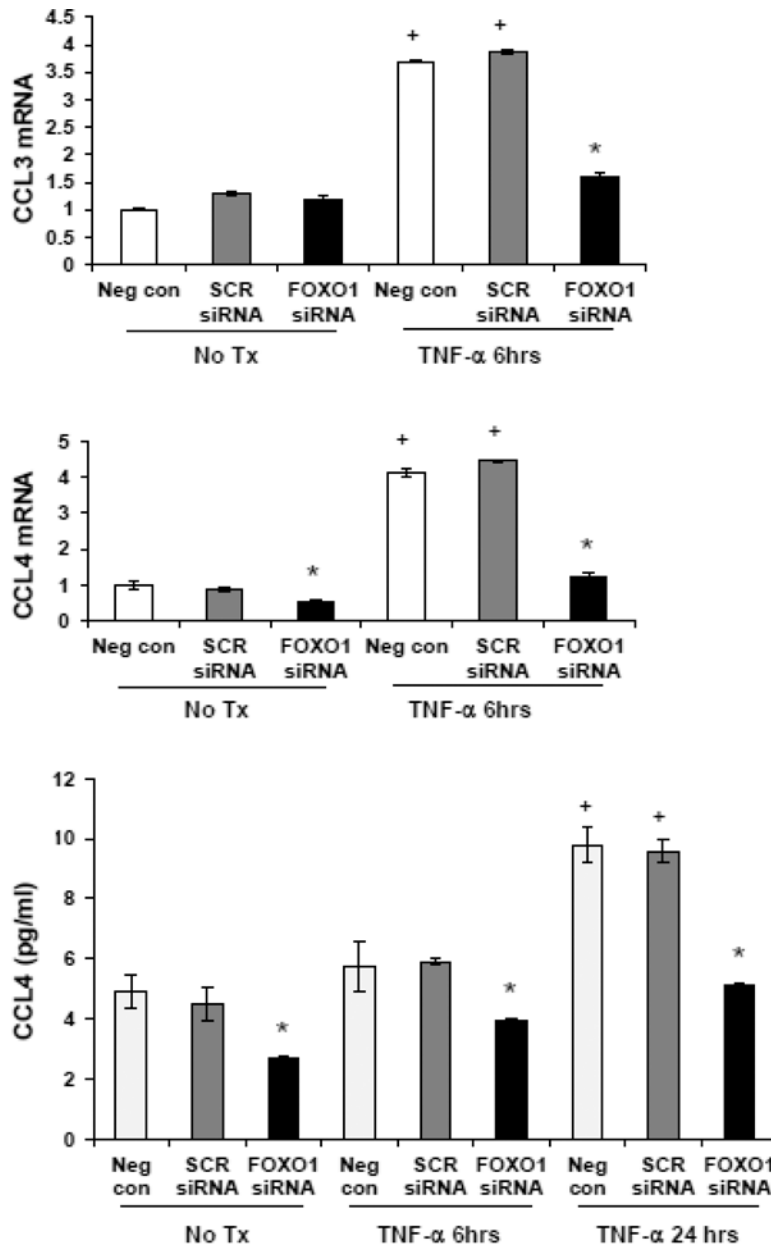 4.5
4
3.5
3
2.5
2
1.5
1
0.5
0
CCL3 mRNA
+ + *
Neg con SCR siRNA FOXO1 siRNA Neg con SCR siRNA FOXO1 siRNA
No Tx TNF-α 6hrs
5
4
3
2
1
0
CCL4 mRNA
* + + *
Neg con SCR siRNA FOXO1 siRNA Neg con SCR siRNA FOXO1 siRNA
No Tx TNF-α 6hrs
12
10
8
6
4
2
0
CCL4 (pg/ml)
* * + + *
Neg con SCR siRNA FOXO1 siRNA Neg con SCR siRNA FOXO1 siRNA Neg con SCR siRNA FOXO1 siRNA
No Tx TNF-α 6hrs TNF-α 24 hrs